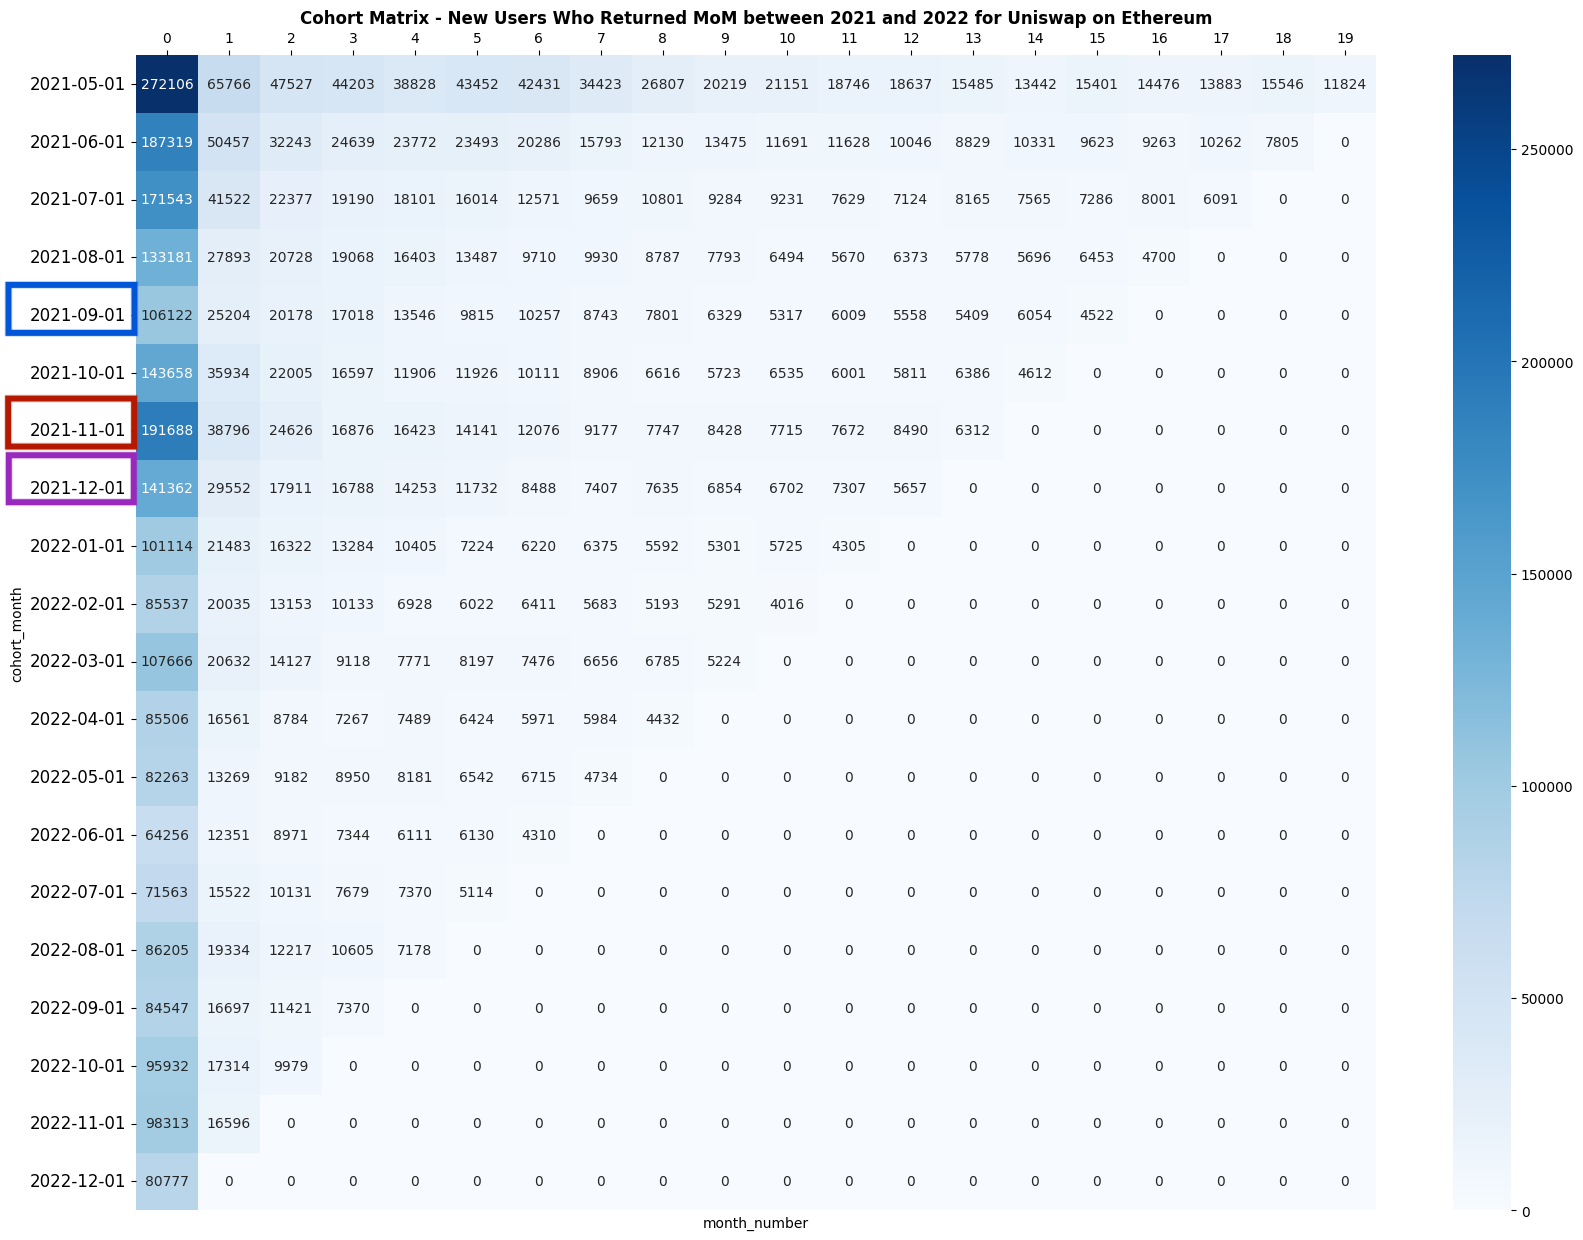 Cohort Matrix - New Users Who Returned MoM between 2021 and 2022 for Uniswap on Ethereum
0 1 2 3 4 5 6 7 8 9 10 11 12 13 14 15 16 17 18 19
2021-05-01 272106 65766 47527 44203 38828 43452 42431 34423 26807 20219 21151 18746 18637 15485 13442 15401 14476 13883 15546 11824
2021-06-01 187319 50457 32243 24639 23772 23493 20286 15793 12130 13475 11691 11628 10046 8829 10331 9623 9263 10262 7805 0
250000
2021-07-01 171543 41522 22377 19190 18101 16014 12571 9659 10801 9284 9231 7629 7124 8165 7565 7286 8001 6091 0 0
2021-08-01 133181 27893 20728 19068 16403 13487 9710 9930 8787 7793 6494 5670 6373 5778 5696 6453 4700 0 0 0
2021-09-01 106122 25204 20178 17018 13546 9815 10257 8743 7801 6329 5317 6009 5558 5409 6054 4522 0 0 0 0
200000
2021-10-01 143658 35934 22005 16597 11906 11926 10111 8906 6616 5723 6535 6001 5811 6386 4612 0 0 0 0 0
2021-11-01 191688 38796 24626 16876 16423 14141 12076 9177 7747 8428 7715 7672 8490 6312 0 0 0 0 0 0
2021-12-01 141362 29552 17911 16788 14253 11732 8488 7407 7635 6854 6702 7307 5657 0 0 0 0 0 0 0
2022-01-01 101114 21483 16322 13284 10405 7224 6220 6375 5592 5301 5725 4305 0 0 0 0 0 0 0 0
150000
2022-02-01 85537 20035 13153 10133 6928 6022 6411 5683 5193 5291 4016 0 0 0 0 0 0 0 0 0
cohort_month
2022-03-01 107666 20632 14127 9118 7771 8197 7476 6656 6785 5224 0 0 0 0 0 0 0 0 0 0
2022-04-01 85506 16561 8784 7267 7489 6424 5971 5984 4432 0 0 0 0 0 0 0 0 0 0 0
2022-05-01 82263 13269 9182 8950 8181 6542 6715 4734 0 0 0 0 0 0 0 0 0 0 0 0
100000
2022-06-01 64256 12351 8971 7344 6111 6130 4310 0 0 0 0 0 0 0 0 0 0 0 0 0
2022-07-01 71563 15522 10131 7679 7370 5114 0 0 0 0 0 0 0 0 0 0 0 0 0 0
2022-08-01 86205 19334 12217 10605 7178 0 0 0 0 0 0 0 0 0 0 0 0 0 0 0
50000
2022-09-01 84547 16697 11421 7370 0 0 0 0 0 0 0 0 0 0 0 0 0 0 0 0
2022-10-01 95932 17314 9979 0 0 0 0 0 0 0 0 0 0 0 0 0 0 0 0 0
2022-11-01 98313 16596 0 0 0 0 0 0 0 0 0 0 0 0 0 0 0 0 0 0
2022-12-01 80777 0 0 0 0 0 0 0 0 0 0 0 0 0 0 0 0 0 0 0
0
month_number